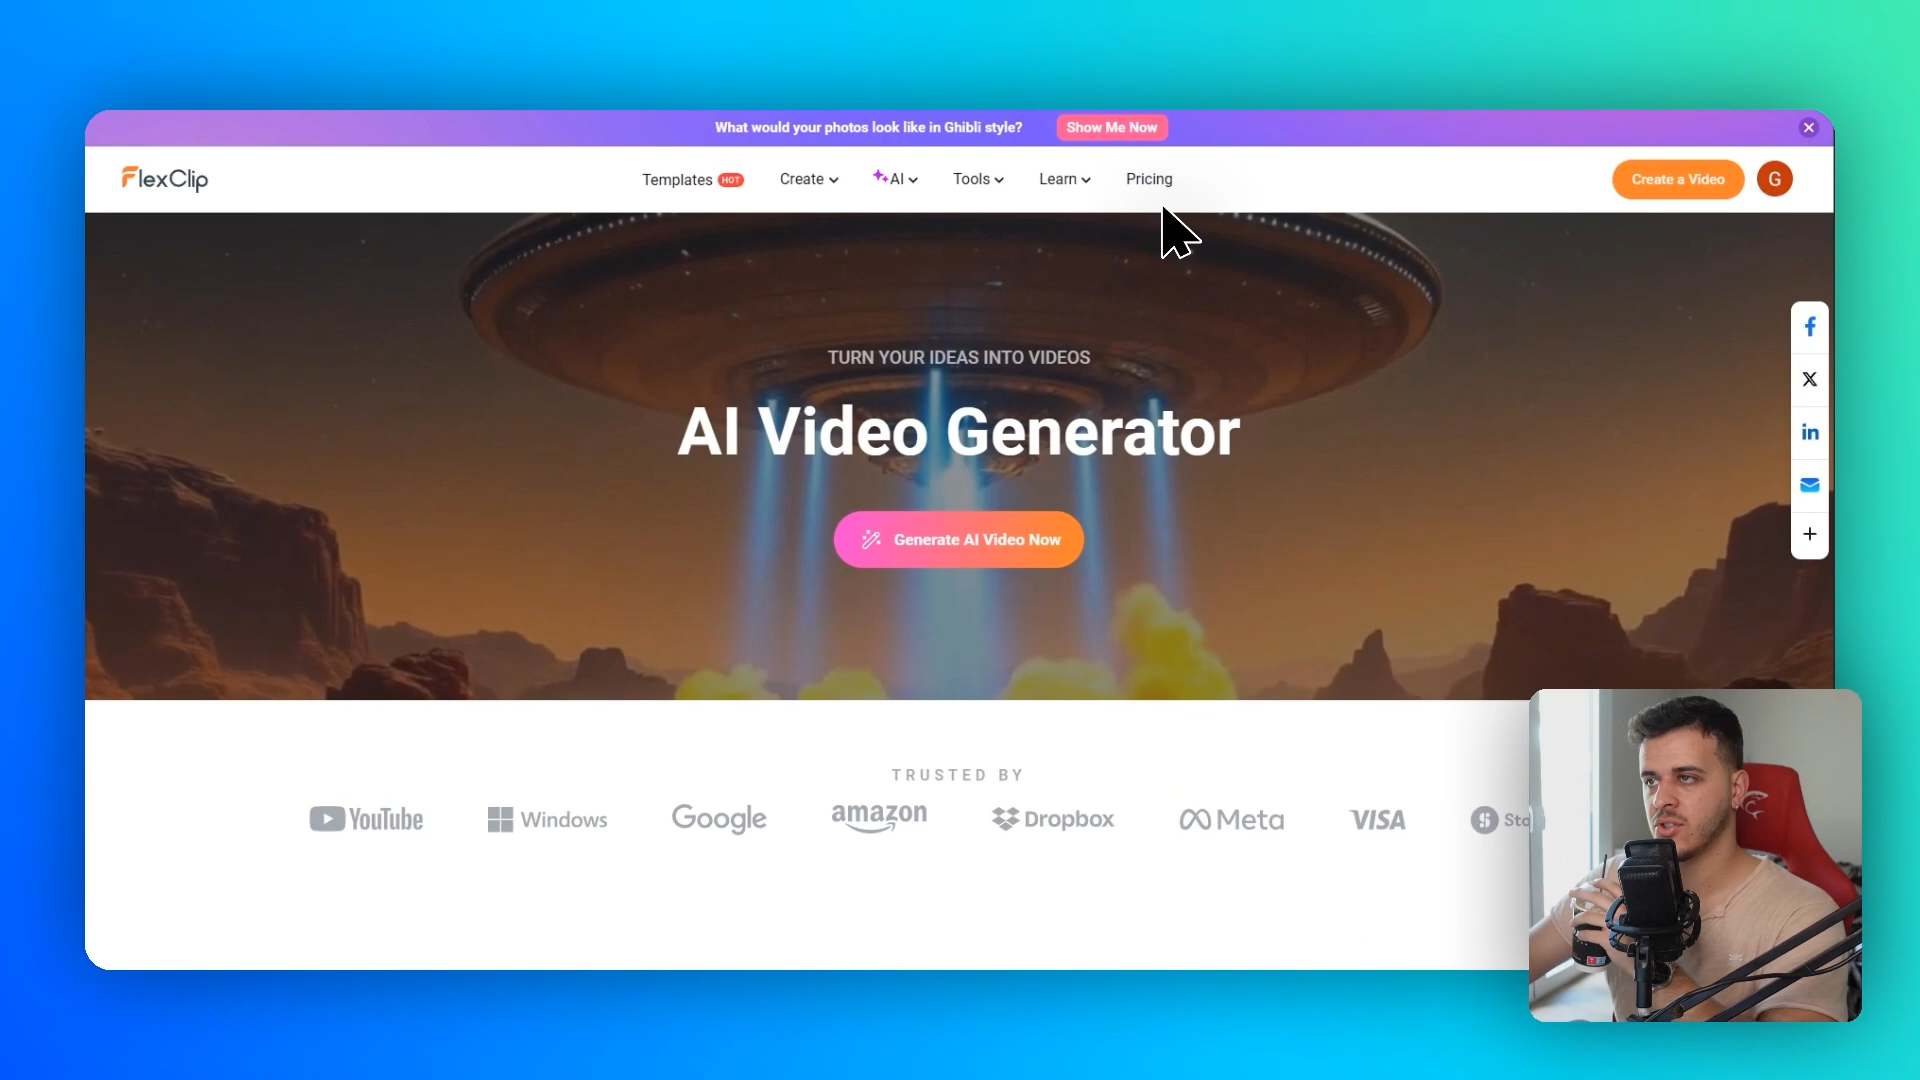 What would your photos look like in Ghibli style? Show Me Now
FlexClip Templates HOT Create AI Tools Learn Pricing Create a Video G
TURN YOUR IDEAS INTO VIDEOS
AI Video Generator
Generate AI Video Now
TRUSTED BY
YouTube Windows Google amazon Dropbox Meta VISA